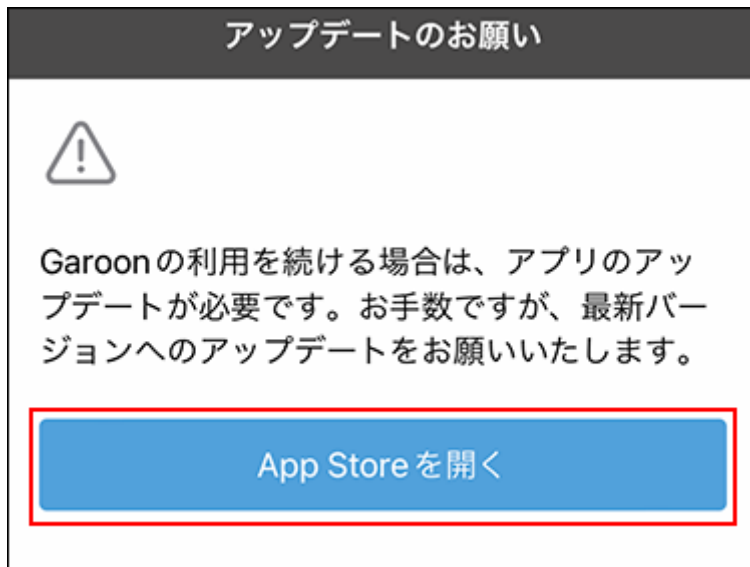 アップデートのお願い
Garoonの利用を続ける場合は、アプリのアッ
プデートが必要です。お手数ですが、最新バー
ジョンへのアップデートをお願いいたします。
App Storeを開く